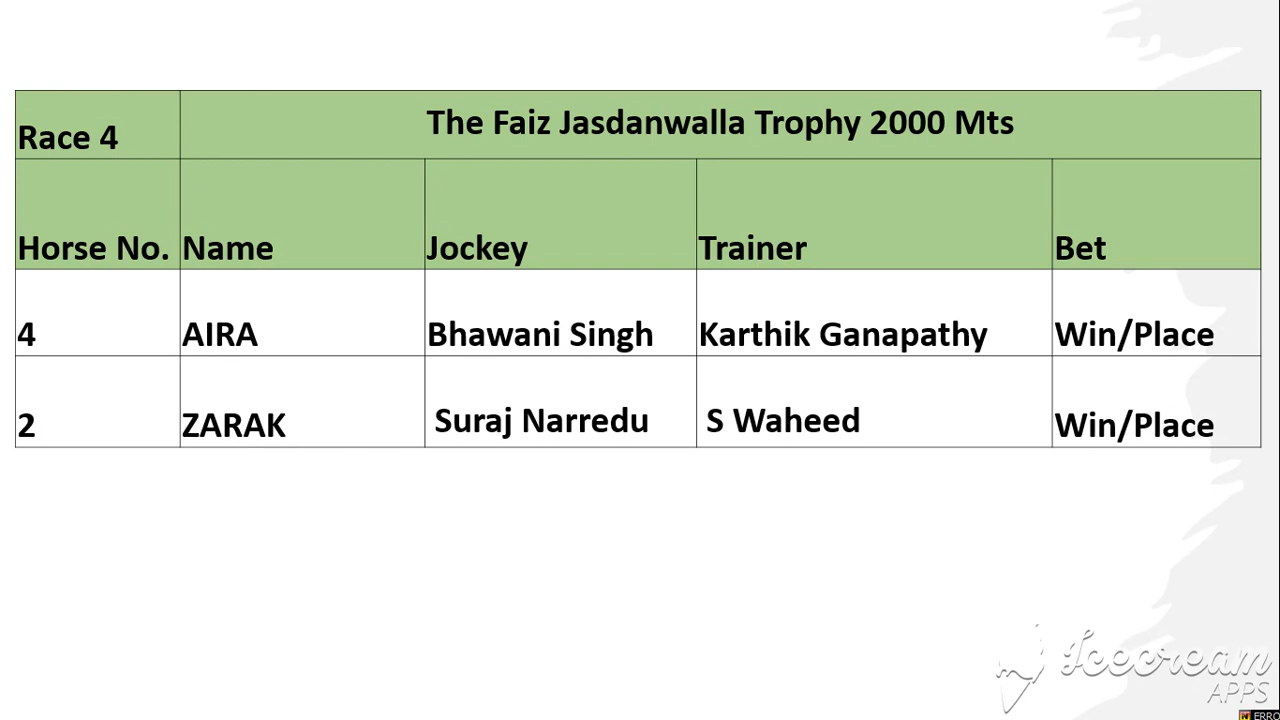 Race 4 The Faiz Jasdanwalla Trophy 2000 Mts
Horse No. Name Jockey Trainer Bet
4 AIRA Bhawani Singh Karthik Ganapathy Win/Place
2 ZARAK Suraj Narredu S Waheed Win/Place
Icecream
APPS
ERRO